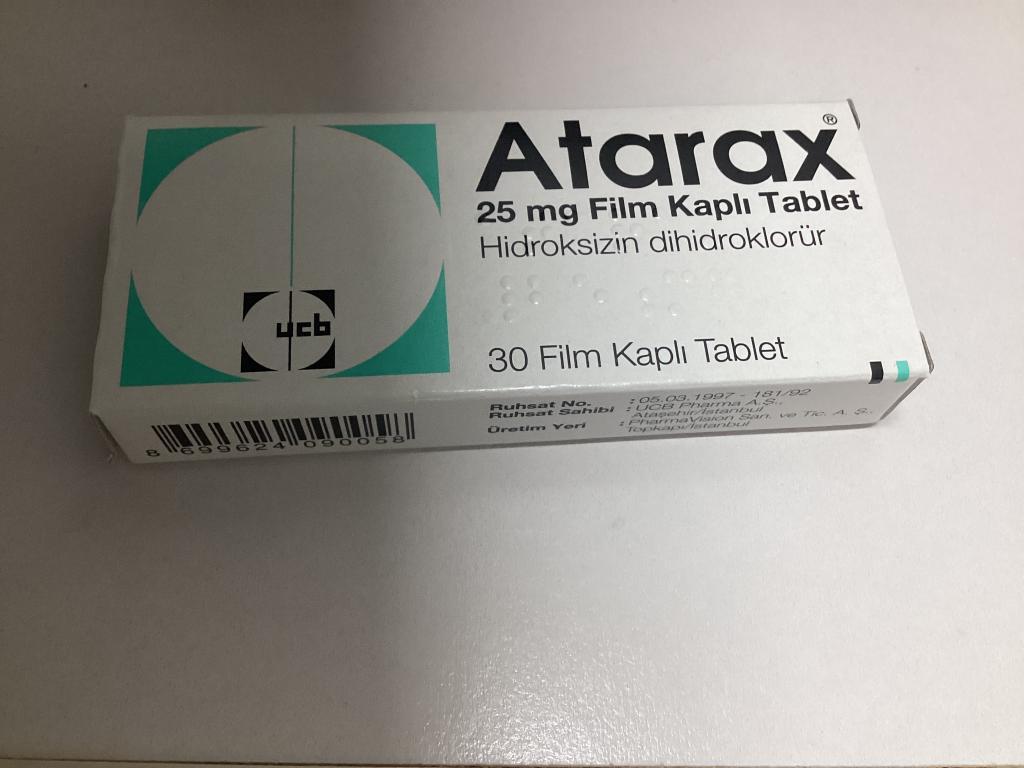 Atarax®
25 mg Film Kaplı Tablet
Hidroksizin dihidroklorür
ucb
30 Film Kaplı Tablet
Ruhsat No. : 05.03.1997 - 181/92
Ruhsat Sahibi : UCB Pharma A.Ş.,
Ataşehir/İstanbul
Üretim Yeri : PharmaVision San. ve Tic. A. Ş.,
Topkapı/İstanbul
8 699624 090058